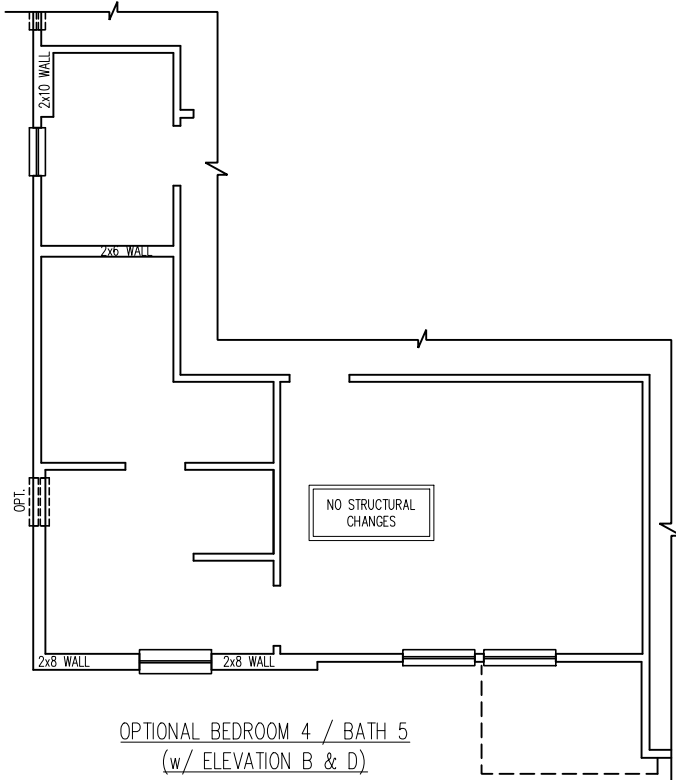 2x10 WALL
2x6 WALL
OPT.
NO STRUCTURAL
CHANGES
2x8 WALL
2x8 WALL
OPTIONAL BEDROOM 4 / BATH 5
(w/ ELEVATION B & D)